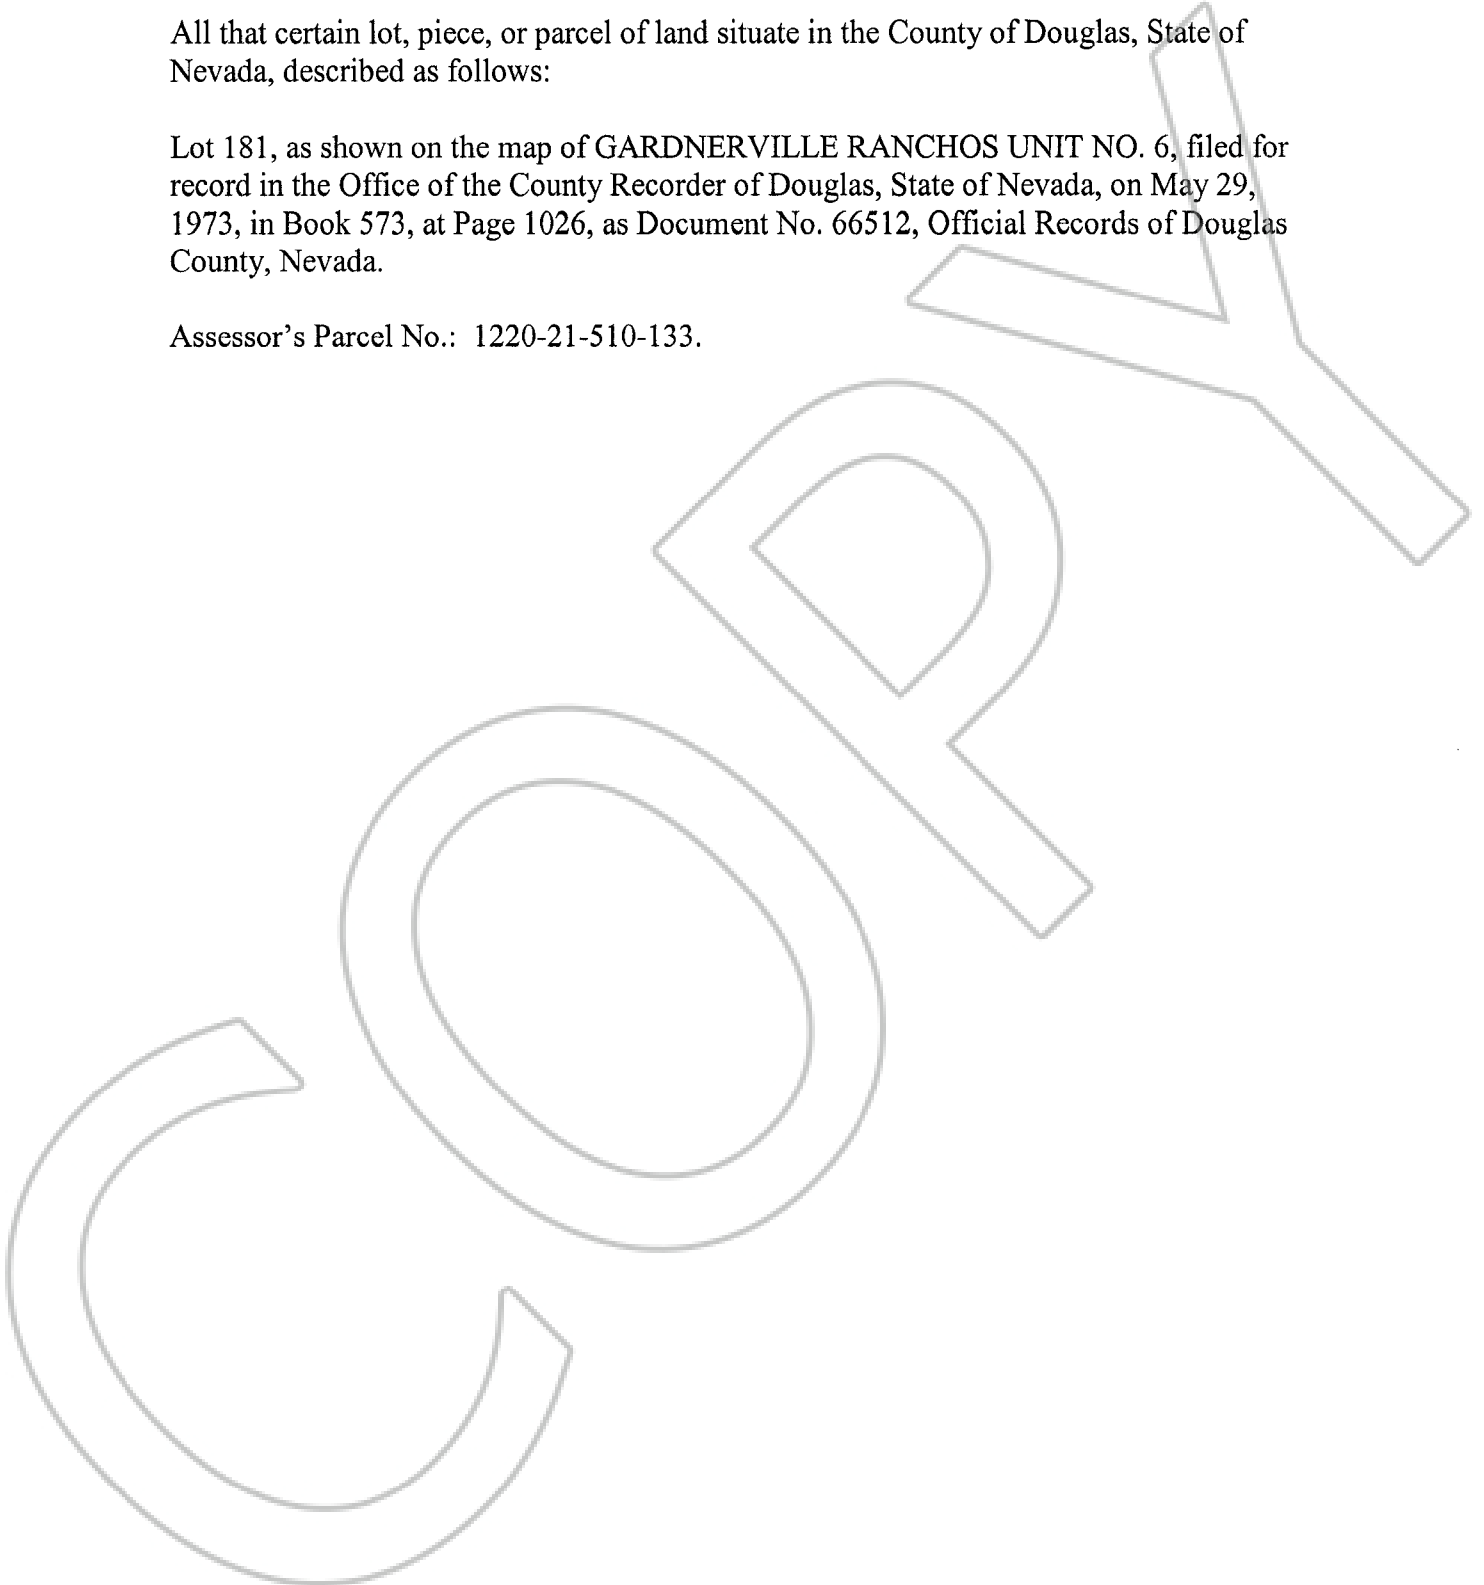 All that certain lot, piece, or parcel of land situate in the County of Douglas, State of
Nevada, described as follows:
Lot 181, as shown on the map of GARDNERVILLE RANCHOS UNIT NO. 6, filed for
record in the Office of the County Recorder of Douglas, State of Nevada, on May 29,
1973, in Book 573, at Page 1026, as Document No. 66512, Official Records of Douglas
County, Nevada.
Assessor’s Parcel No.:  1220-21-510-133.
COPY